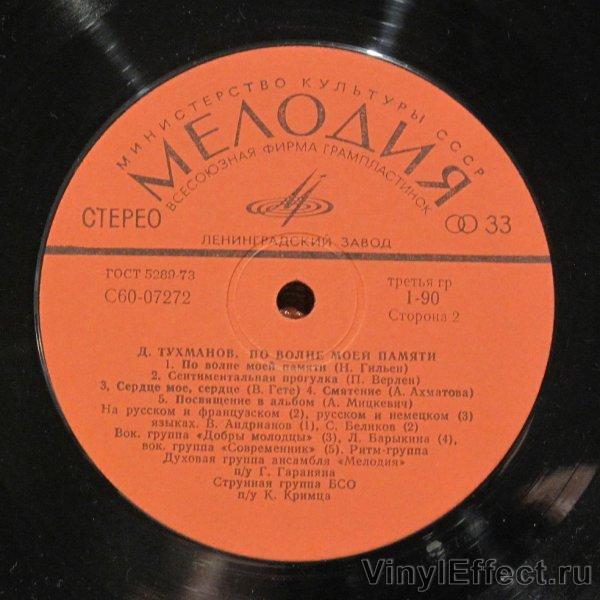 МИНИСТЕРСТВО КУЛЬТУРЫ СССР
МЕЛОДИЯ
ВСЕСОЮЗНАЯ ФИРМА ГРАМПЛАСТИНОК
СТЕРЕО
33
ЛЕНИНГРАДСКИЙ ЗАВОД
ГОСТ 5289-73
третья гр
С60-07272
1-90
Сторона 2
Д. ТУХМАНОВ. ПО ВОЛНЕ МОЕЙ ПАМЯТИ
1. По волне моей памяти (Н. Гильен)
2. Сентиментальная прогулка (П. Верлен)
3. Сердце мое, сердце (В. Гете) 4. Смятение (А. Ахматова)
5. Посвящение в альбом (А. Мицкевич)
На русском и французском (2), русском и немецком (3)
языках. В. Андрианов (1), С. Беликов (2)
Вок. группа «Добры молодцы» (3), Л. Барыкина (4),
вок. группа «Современник» (5). Ритм-группа
Духовая группа ансамбля «Мелодия»
п/у Г. Гараняна
Струнная группа БСО
п/у К. Кримца
VinylEffect.ru